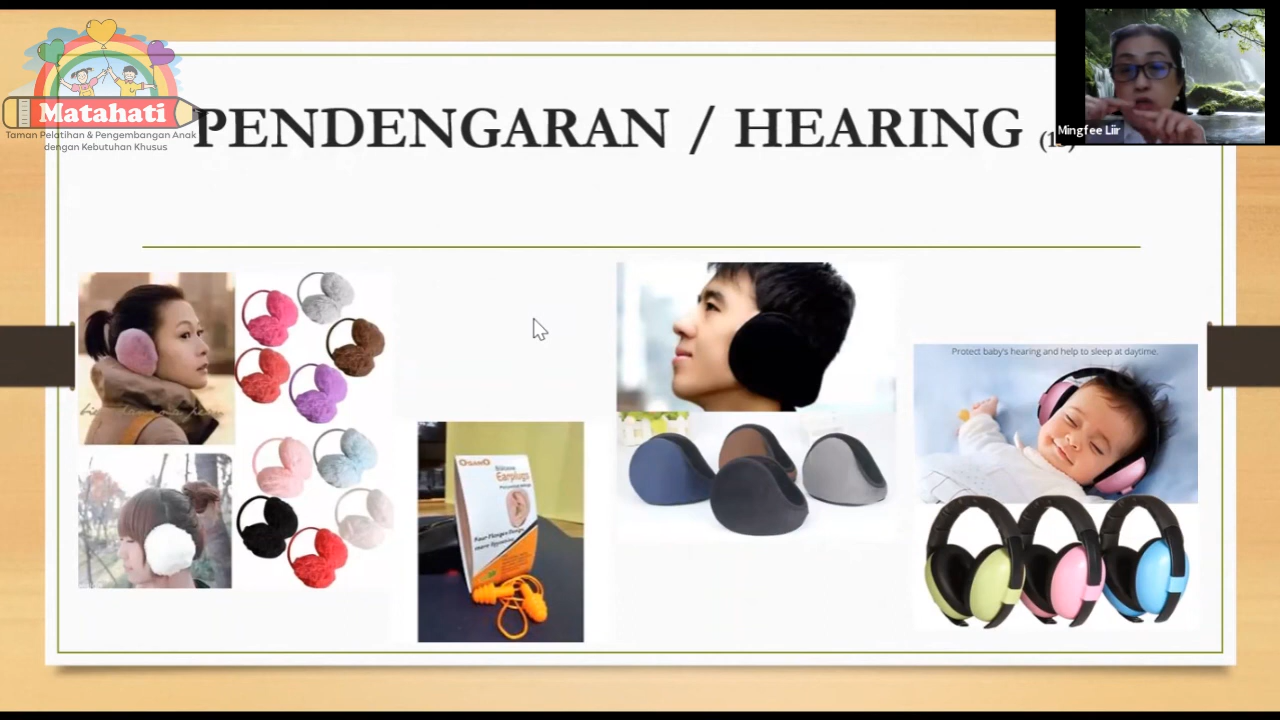 Matahati
Taman Pelatihan & Pengembangan Anak
dengan Kebutuhan Khusus
PENDENGARAN / HEARING
Mingfee Liir
Protect baby's hearing and help to sleep at daytime.
Earplugs